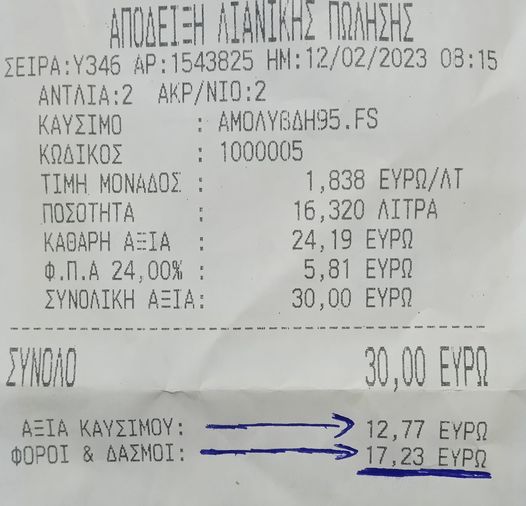 ΑΠΟΔΕΙΞΗ ΛΙΑΝΙΚΗΣ ΠΩΛΗΣΗΣ
ΣΕΙΡΑ:Υ346 ΑΡ:1543825 ΗΜ:12/02/2023 08:15
ΑΝΤΛΙΑ:2 ΑΚΡ/ΝΙΟ:2
ΚΑΥΣΙΜΟ : ΑΜΟΛΥΒΔΗ95.FS
ΚΩΔΙΚΟΣ : 1000005
ΤΙΜΗ ΜΟΝΑΔΟΣ : 1,838 ΕΥΡΩ/ΛΤ
ΠΟΣΟΤΗΤΑ : 16,320 ΛΙΤΡΑ
ΚΑΘΑΡΗ ΑΞΙΑ : 24,19 ΕΥΡΩ
Φ.Π.Α 24,00% : 5,81 ΕΥΡΩ
ΣΥΝΟΛΙΚΗ ΑΞΙΑ: 30,00 ΕΥΡΩ
ΣΥΝΟΛΟ 30,00 ΕΥΡΩ
ΑΞΙΑ ΚΑΥΣΙΜΟΥ: 12,77 ΕΥΡΩ
ΦΟΡΟΙ & ΔΑΣΜΟΙ: 17,23 ΕΥΡΩ